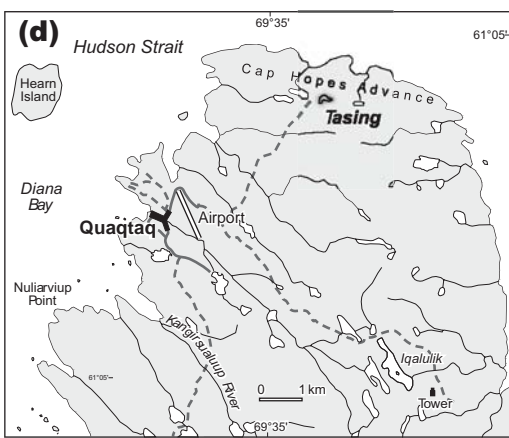 (d)
69°35'
61°05'
Hudson Strait
Hearn
Island
Cap Hopes Advance
Tasing
Diana
Bay
Quaqtaq
Airport
Nuliarviup
Point
Kangirsualuup River
Iqalulik
61°05'
0 1 km
Tower
69°35'